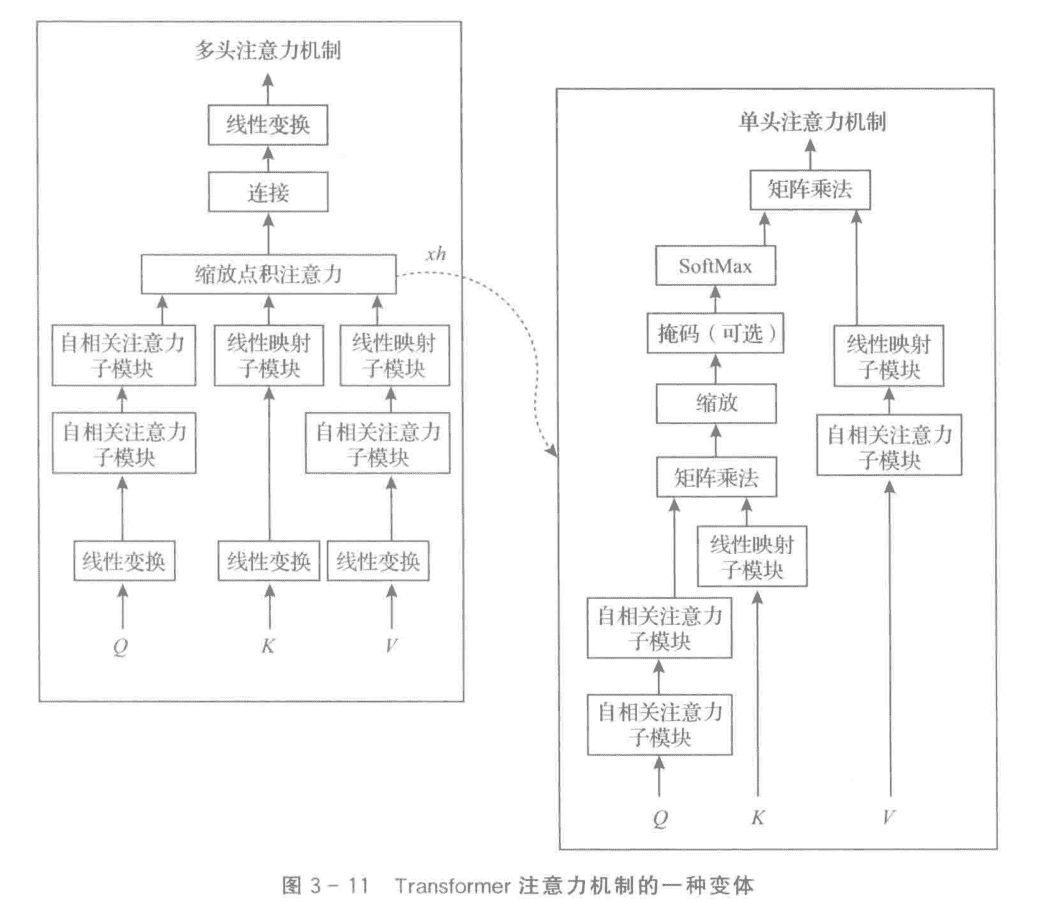 多头注意力机制
线性变换
连接
缩放点积注意力
xh
自相关注意力
子模块
线性映射
子模块
线性映射
子模块
自相关注意力
子模块
自相关注意力
子模块
线性变换
线性变换
线性变换
Q
K
V
单头注意力机制
矩阵乘法
SoftMax
掩码（可选）
线性映射
子模块
缩放
自相关注意力
子模块
矩阵乘法
线性映射
子模块
自相关注意力
子模块
自相关注意力
子模块
Q
K
V
图 3－11 Transformer 注意力机制的一种变体